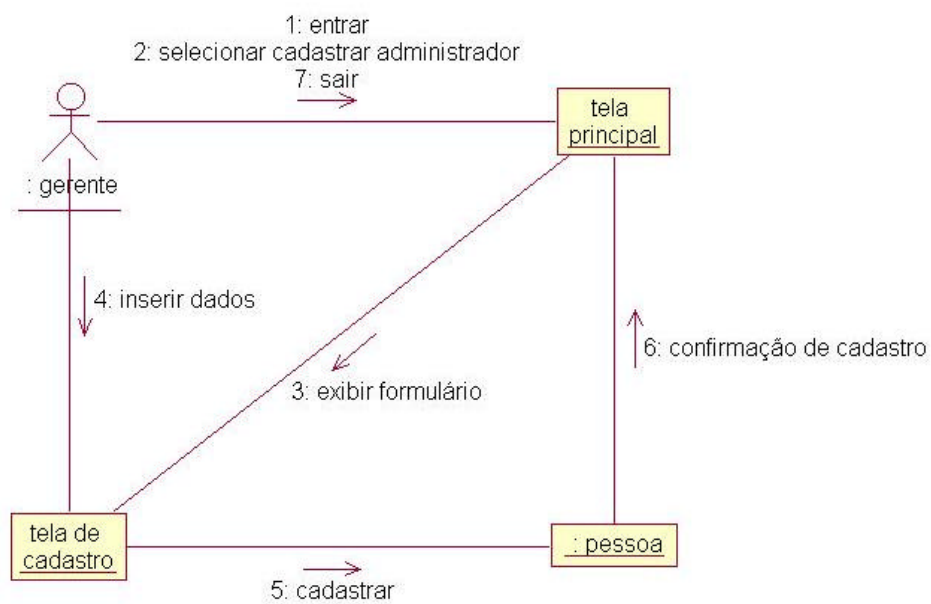 1: entrar
2: selecionar cadastrar administrador
7: sair
tela
principal
: gerente
4: inserir dados
6: confirmação de cadastro
3: exibir formulário
tela de
cadastro
: pessoa
5: cadastrar